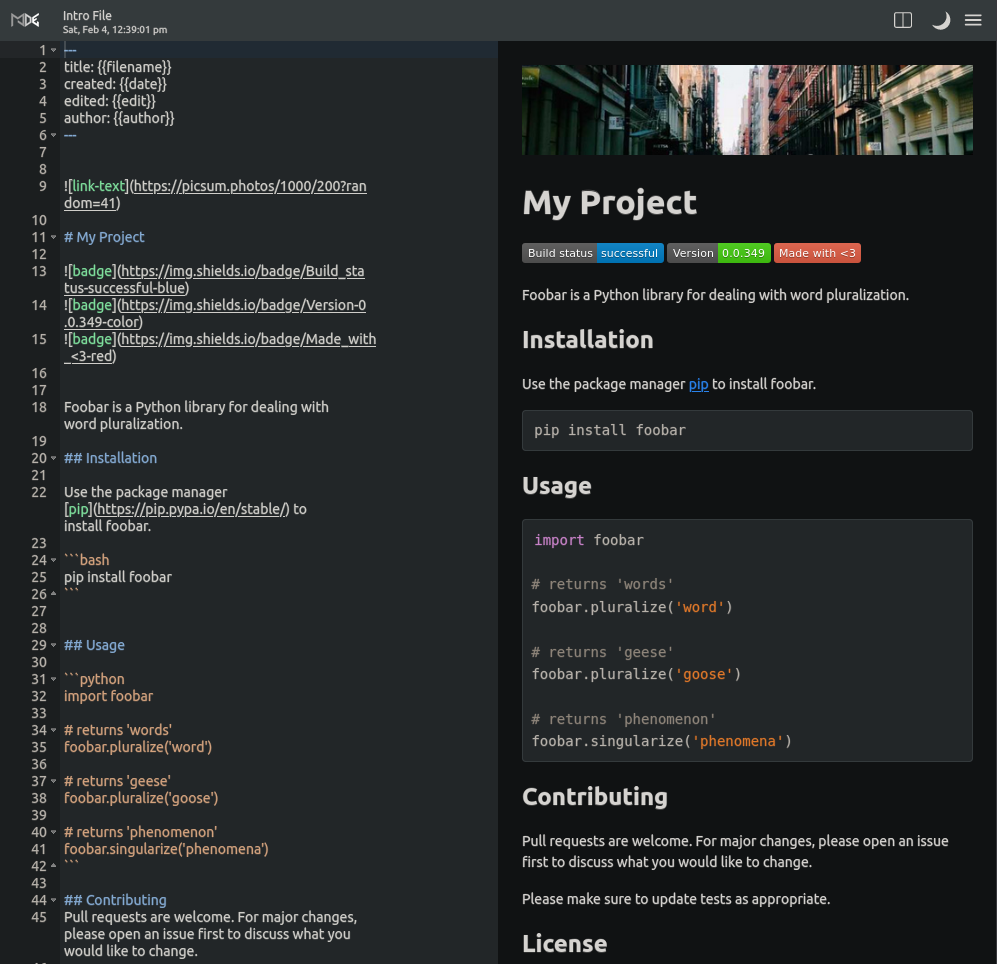 MDE
Intro File
Sat, Feb 4, 12:39:01 pm
1 ---
2 title: {{filename}}
3 created: {{date}}
4 edited: {{edit}}
5 author: {{author}}
6 ---
7
8
9 ![link-text](https://picsum.photos/1000/200?ran
dom=41)
10
11 # My Project
12
13 ![badge](https://img.shields.io/badge/Build_sta
tus-successful-blue)
14 ![badge](https://img.shields.io/badge/Version-0
.0.349-color)
15 ![badge](https://img.shields.io/badge/Made_with
_<3-red)
16
17
18 Foobar is a Python library for dealing with
word pluralization.
19
20 ## Installation
21
22 Use the package manager
[pip](https://pip.pypa.io/en/stable/) to
install foobar.
23
24 ```bash
25 pip install foobar
26 ```
27
28
29 ## Usage
30
31 ```python
32 import foobar
33
34 # returns 'words'
35 foobar.pluralize('word')
36
37 # returns 'geese'
38 foobar.pluralize('goose')
39
40 # returns 'phenomenon'
41 foobar.singularize('phenomena')
42 ```
43
44 ## Contributing
45 Pull requests are welcome. For major changes,
please open an issue first to discuss what you
would like to change.
My Project
Build status successful Version 0.0.349 Made with <3
Foobar is a Python library for dealing with word pluralization.
Installation
Use the package manager pip to install foobar.
pip install foobar
Usage
import foobar
# returns 'words'
foobar.pluralize('word')
# returns 'geese'
foobar.pluralize('goose')
# returns 'phenomenon'
foobar.singularize('phenomena')
Contributing
Pull requests are welcome. For major changes, please open an issue
first to discuss what you would like to change.
Please make sure to update tests as appropriate.
License